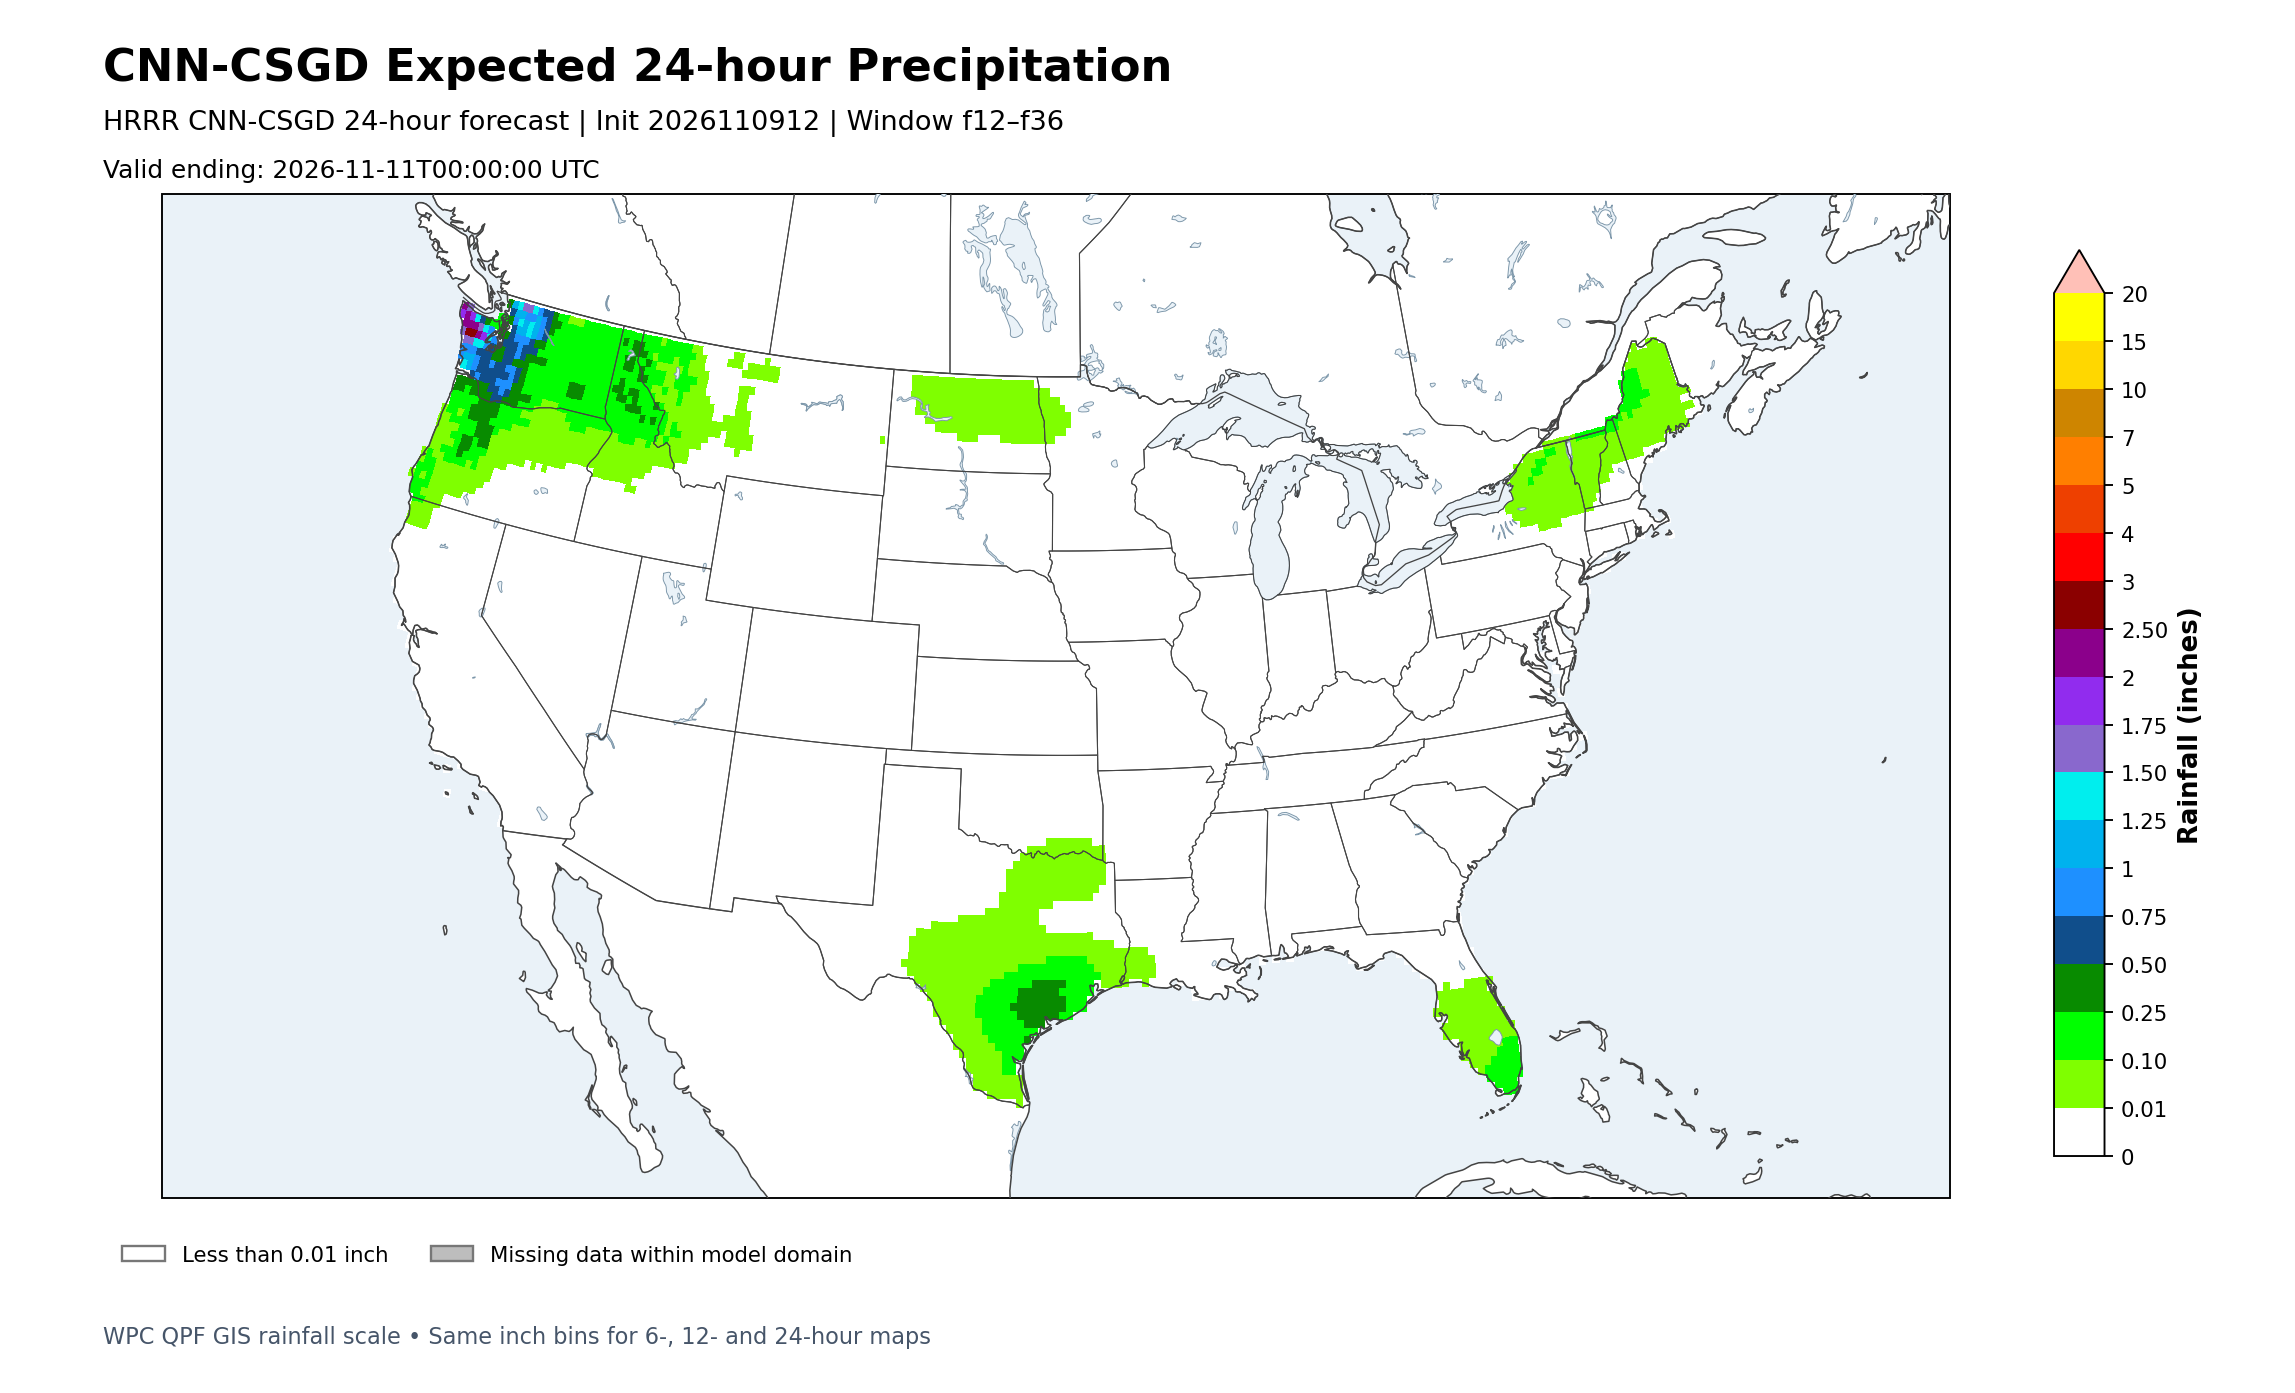 CNN-CSGD Expected 24-hour Precipitation
HRRR CNN-CSGD 24-hour forecast | Init 2026110912 | Window f12–f36
Valid ending: 2026-11-11T00:00:00 UTC
20
15
10
7
5
4
3
2.50
2
1.75
1.50
1.25
1
0.75
0.50
0.25
0.10
0.01
0
Rainfall (inches)
Less than 0.01 inch
Missing data within model domain
WPC QPF GIS rainfall scale • Same inch bins for 6-, 12- and 24-hour maps